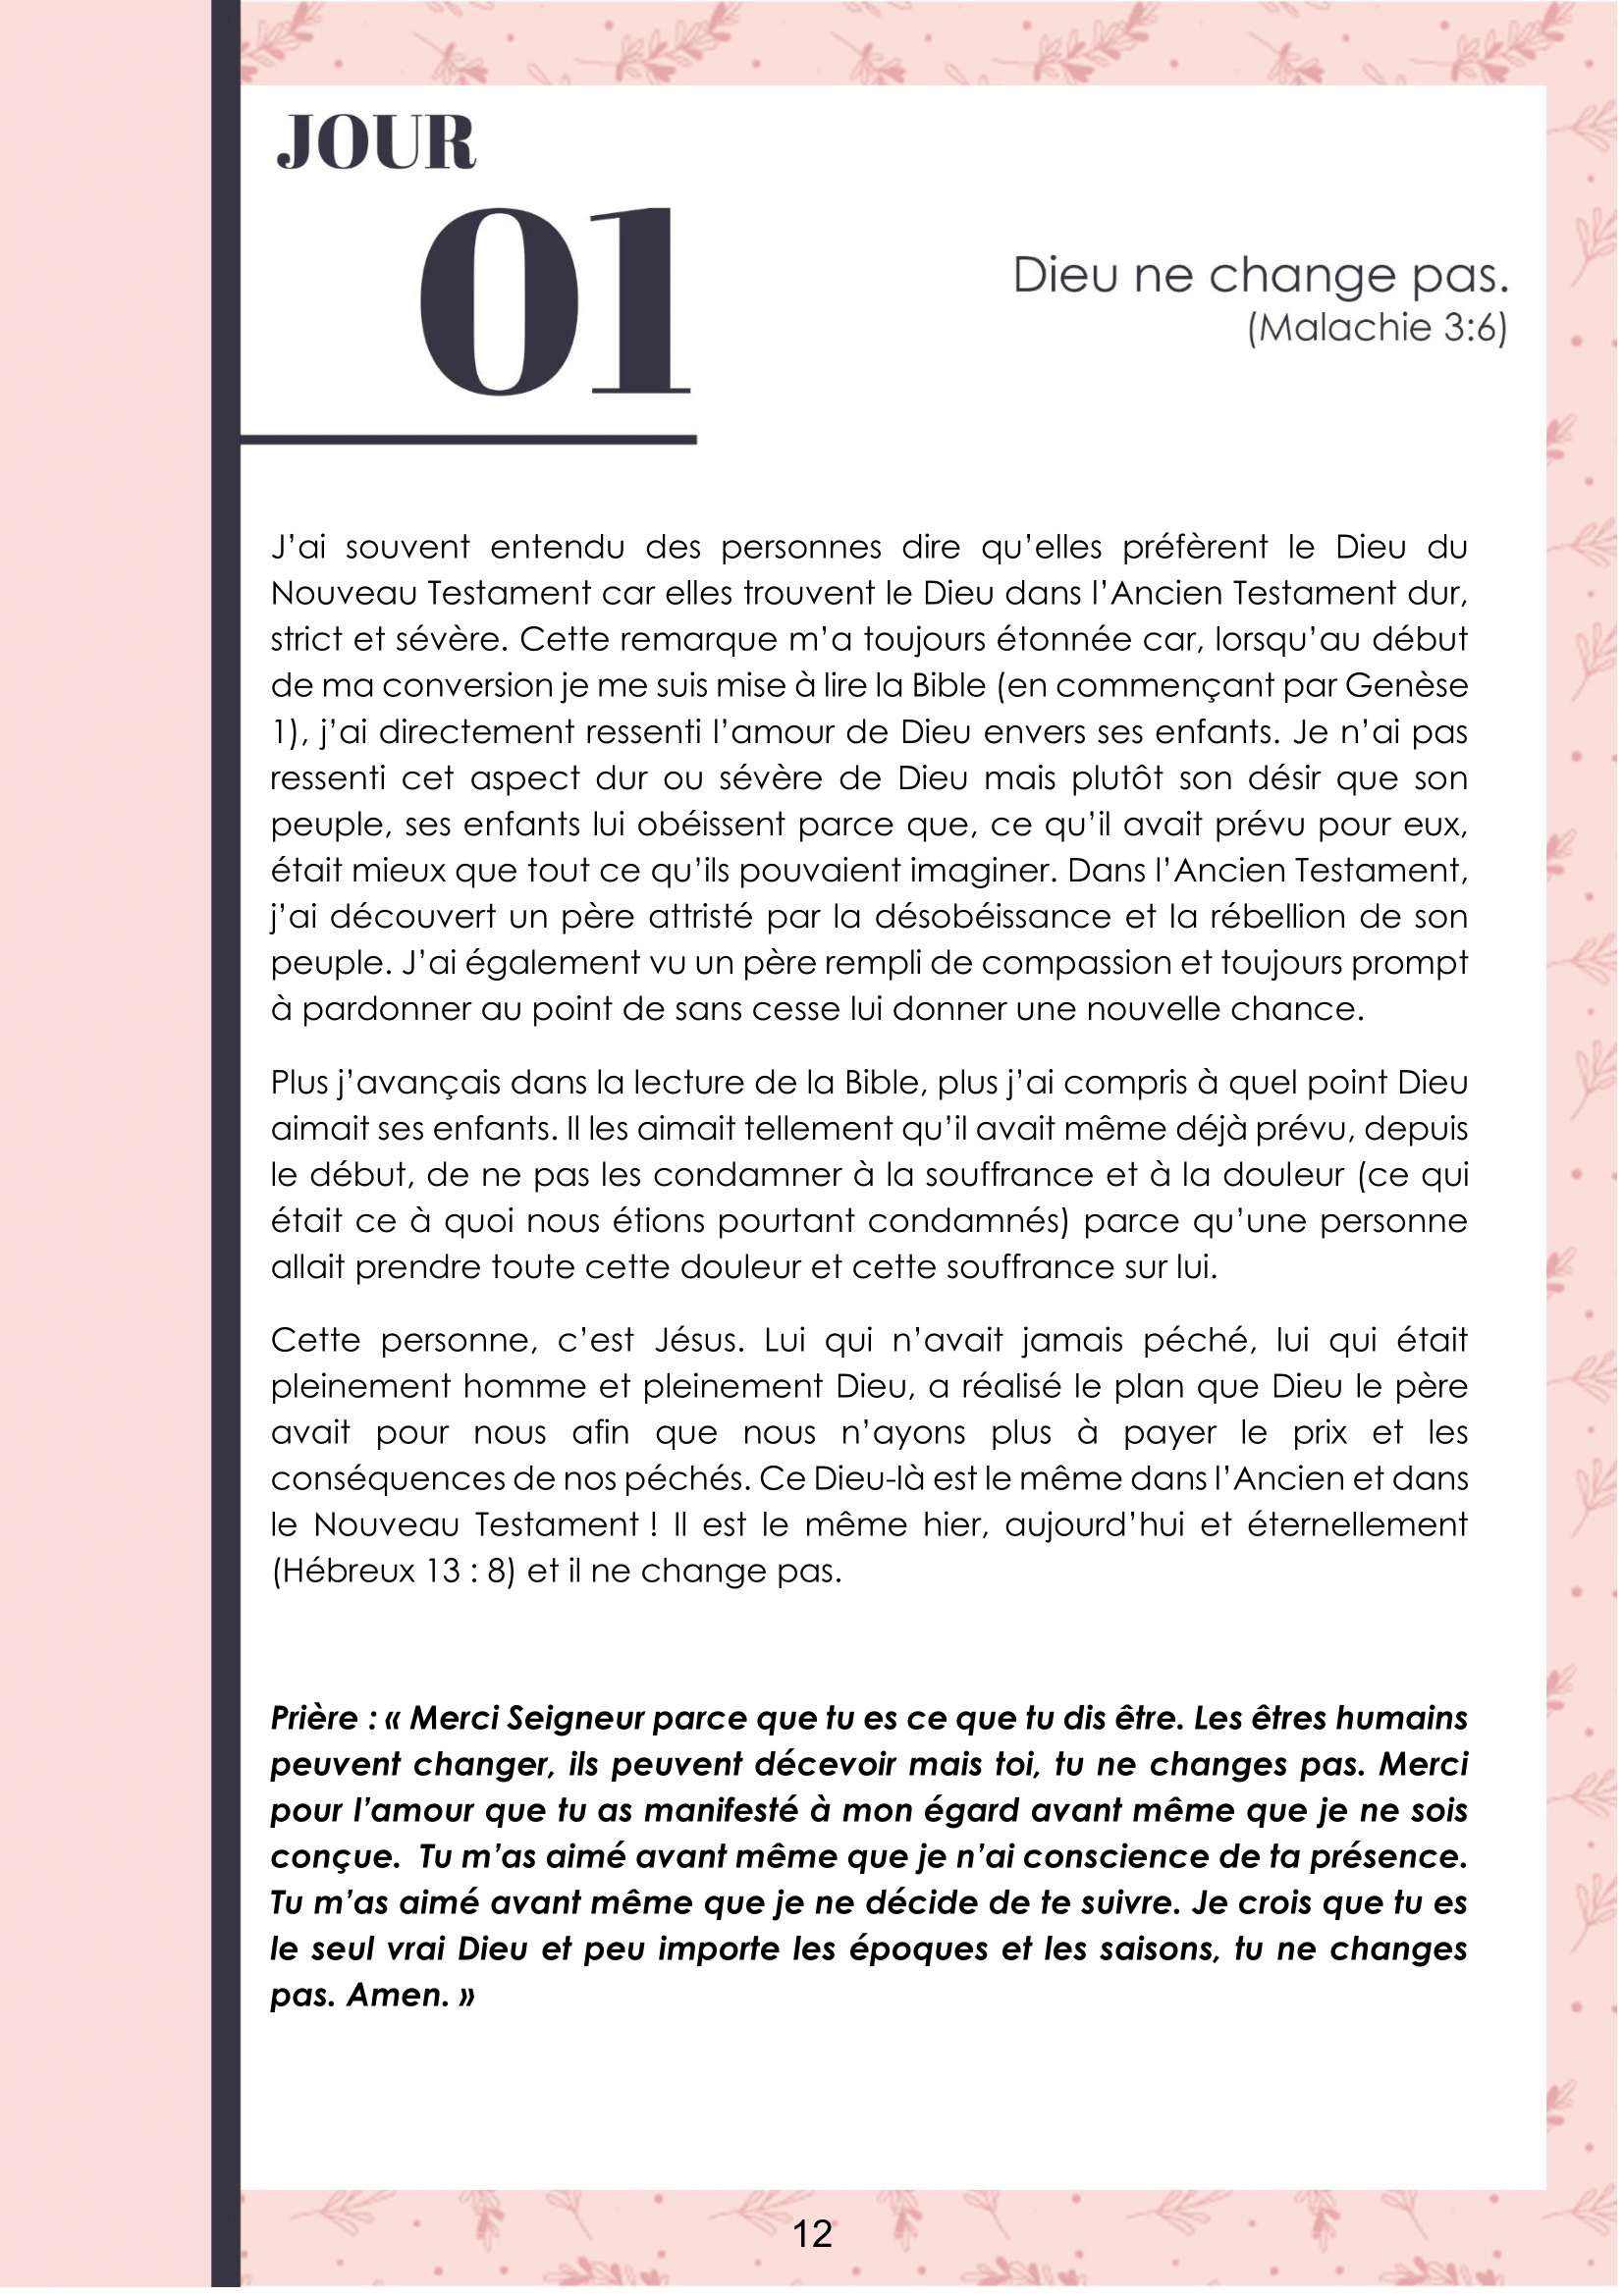 JOUR
01
Dieu ne change pas.
(Malachie 3:6)
J’ai souvent entendu des personnes dire qu’elles préfèrent le Dieu du
Nouveau Testament car elles trouvent le Dieu dans l’Ancien Testament dur,
strict et sévère. Cette remarque m’a toujours étonnée car, lorsqu’au début
de ma conversion je me suis mise à lire la Bible (en commençant par Genèse
1), j’ai directement ressenti l’amour de Dieu envers ses enfants. Je n’ai pas
ressenti cet aspect dur ou sévère de Dieu mais plutôt son désir que son
peuple, ses enfants lui obéissent parce que, ce qu’il avait prévu pour eux,
était mieux que tout ce qu’ils pouvaient imaginer. Dans l’Ancien Testament,
j’ai découvert un père attristé par la désobéissance et la rébellion de son
peuple. J’ai également vu un père rempli de compassion et toujours prompt
à pardonner au point de sans cesse lui donner une nouvelle chance.
Plus j’avançais dans la lecture de la Bible, plus j’ai compris à quel point Dieu
aimait ses enfants. Il les aimait tellement qu’il avait même déjà prévu, depuis
le début, de ne pas les condamner à la souffrance et à la douleur (ce qui
était ce à quoi nous étions pourtant condamnés) parce qu’une personne
allait prendre toute cette douleur et cette souffrance sur lui.
Cette personne, c’est Jésus. Lui qui n’avait jamais péché, lui qui était
pleinement homme et pleinement Dieu, a réalisé le plan que Dieu le père
avait pour nous afin que nous n’ayons plus à payer le prix et les
conséquences de nos péchés. Ce Dieu-là est le même dans l’Ancien et dans
le Nouveau Testament ! Il est le même hier, aujourd’hui et éternellement
(Hébreux 13 : 8) et il ne change pas.
Prière : « Merci Seigneur parce que tu es ce que tu dis être. Les êtres humains
peuvent changer, ils peuvent décevoir mais toi, tu ne changes pas. Merci
pour l’amour que tu as manifesté à mon égard avant même que je ne sois
conçue.  Tu m’as aimé avant même que je n’ai conscience de ta présence.
Tu m’as aimé avant même que je ne décide de te suivre. Je crois que tu es
le seul vrai Dieu et peu importe les époques et les saisons, tu ne changes
pas. Amen. »
12